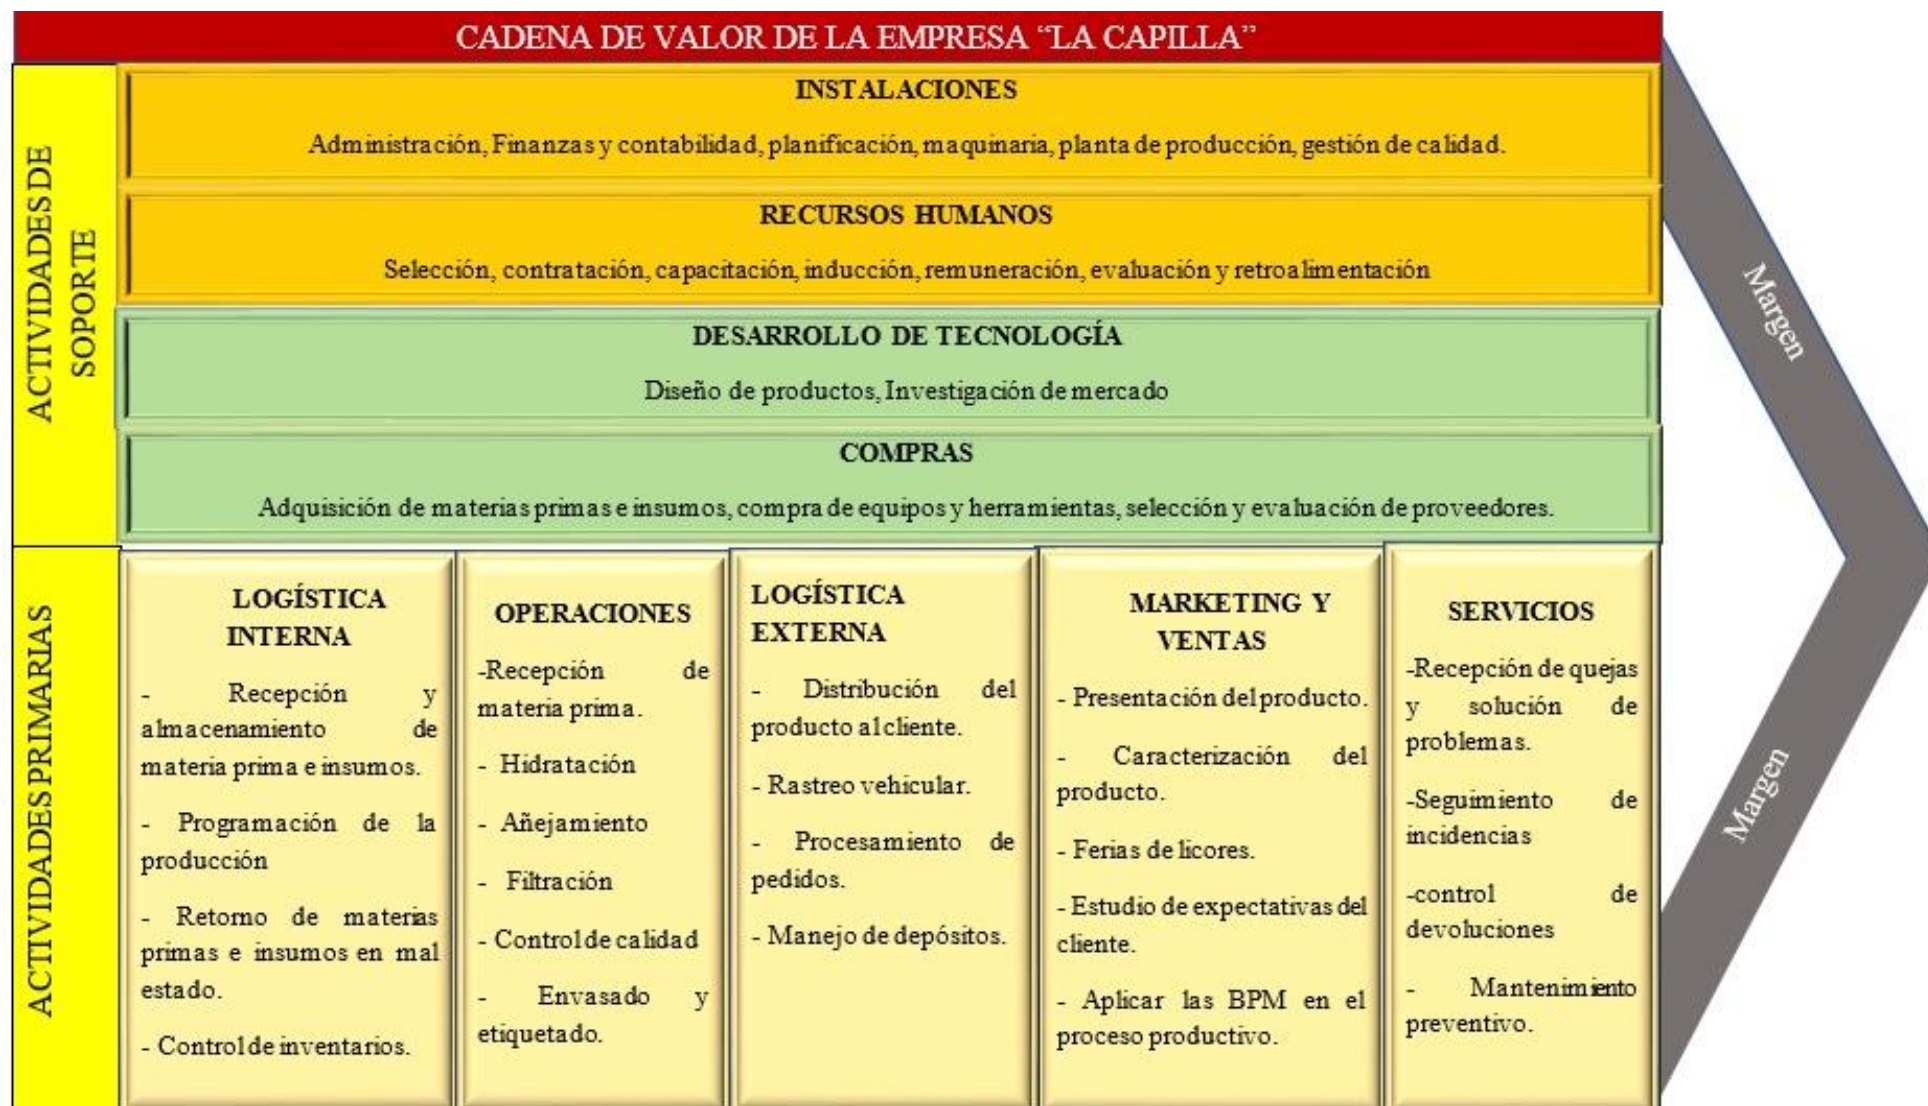 CADENA DE VALOR DE LA EMPRESA “LA CAPILLA”
ACTIVIDADES DE
SOPORTE
INSTALACIONES
Administración, Finanzas y contabilidad, planificación, maquinaria, planta de producción, gestión de calidad.
RECURSOS HUMANOS
Selección, contratación, capacitación, inducción, remuneración, evaluación y retroalimentación
DESARROLLO DE TECNOLOGÍA
Diseño de productos, Investigación de mercado
COMPRAS
Adquisición de materias primas e insumos, compra de equipos y herramientas, selección y evaluación de proveedores.
ACTIVIDADES PRIMARIAS
LOGÍSTICA
INTERNA
- Recepción y
almacenamiento de
materia prima e insumos.
- Programación de la
producción
- Retorno de materias
primas e insumos en mal
estado.
- Control de inventarios.
OPERACIONES
-Recepción de
materia prima.
- Hidratación
- Añejamiento
- Filtración
- Control de calidad
- Envasado y
etiquetado.
LOGÍSTICA
EXTERNA
- Distribución del
producto al cliente.
- Rastreo vehicular.
- Procesamiento de
pedidos.
- Manejo de depósitos.
MARKETING Y
VENTAS
- Presentación del producto.
- Caracterización del
producto.
- Ferias de licores.
- Estudio de expectativas del
cliente.
- Aplicar las BPM en el
proceso productivo.
SERVICIOS
-Recepción de quejas
y solución de
problemas.
-Seguimiento de
incidencias
-control de
devoluciones
- Mantenimiento
preventivo.
Margen
Margen